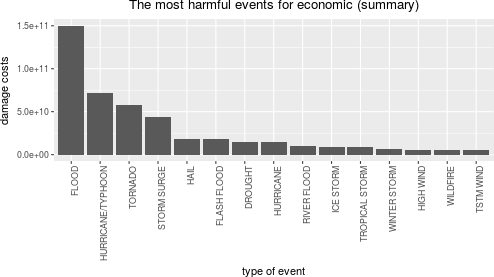 The most harmful events for economic (summary)
damage costs
1.5e+11
1.0e+11
5.0e+10
0.0e+00
FLOOD
HURRICANE/TYPHOON
TORNADO
STORM SURGE
HAIL
FLASH FLOOD
DROUGHT
HURRICANE
RIVER FLOOD
ICE STORM
TROPICAL STORM
WINTER STORM
HIGH WIND
WILDFIRE
TSTM WIND
type of event